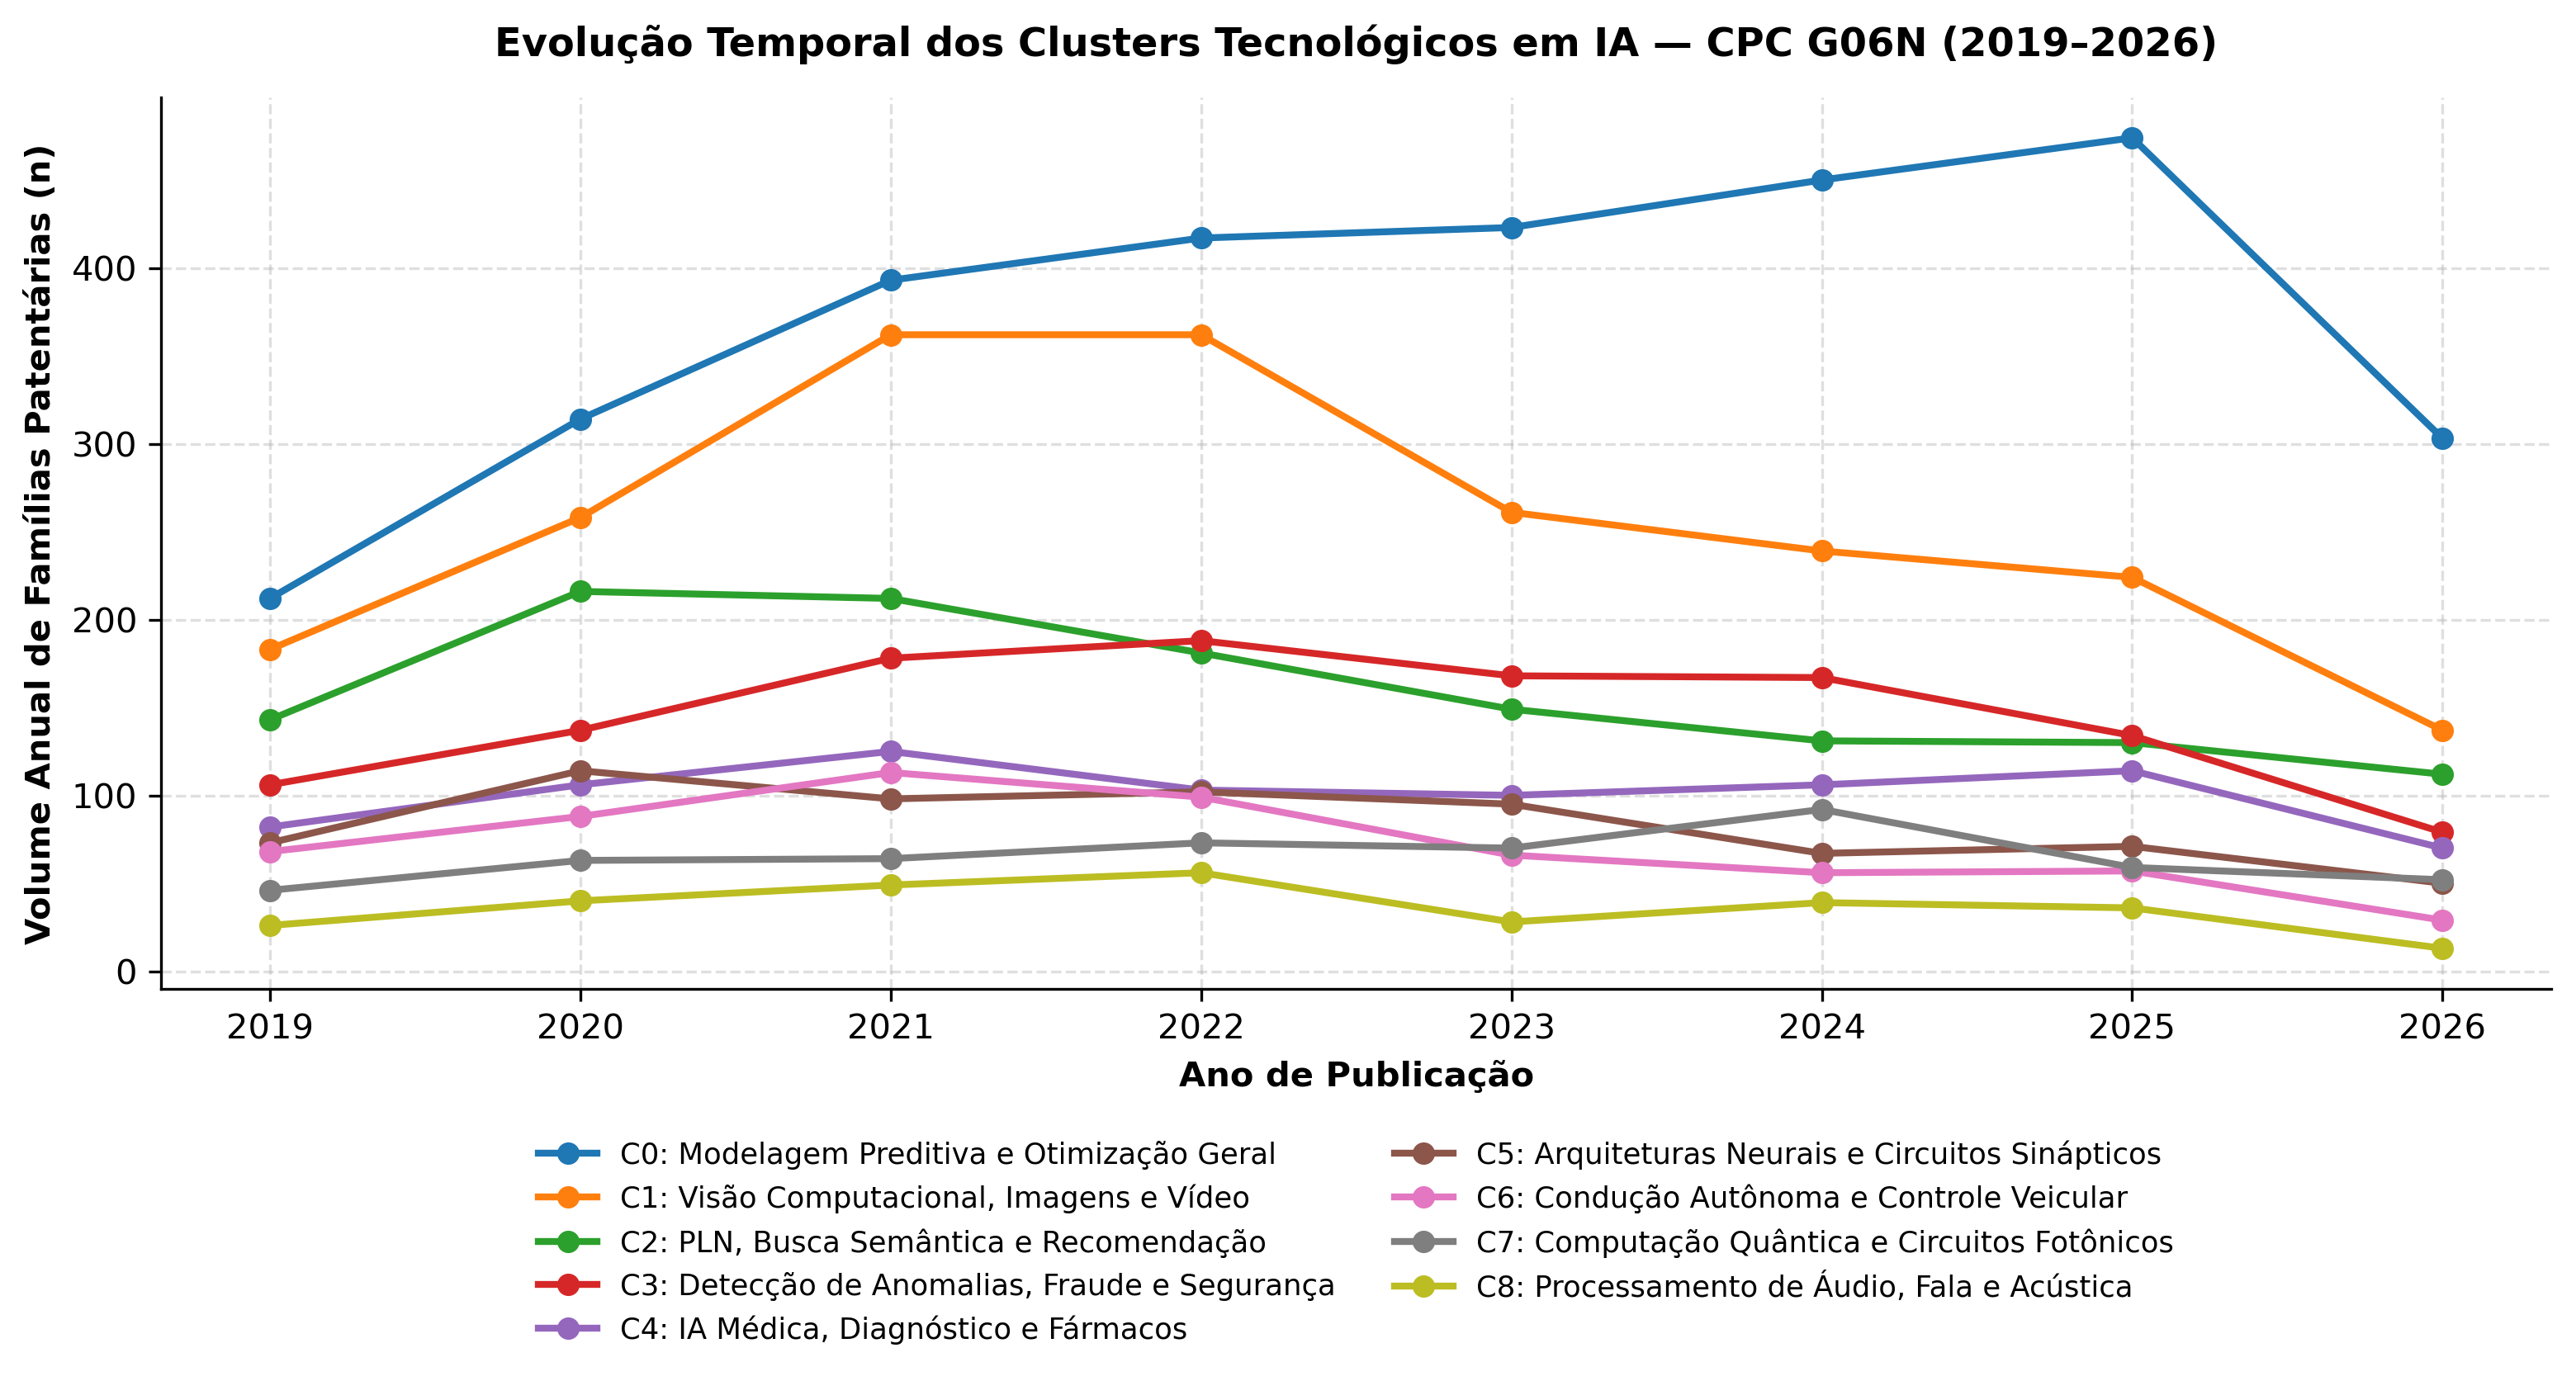 Evolução Temporal dos Clusters Tecnológicos em IA — CPC G06N (2019–2026)
Volume Anual de Famílias Patentárias (n)
400
300
200
100
0
2019 2020 2021 2022 2023 2024 2025 2026
Ano de Publicação
C0: Modelagem Preditiva e Otimização Geral
C1: Visão Computacional, Imagens e Vídeo
C2: PLN, Busca Semântica e Recomendação
C3: Detecção de Anomalias, Fraude e Segurança
C4: IA Médica, Diagnóstico e Fármacos
C5: Arquiteturas Neurais e Circuitos Sinápticos
C6: Condução Autônoma e Controle Veicular
C7: Computação Quântica e Circuitos Fotônicos
C8: Processamento de Áudio, Fala e Acústica